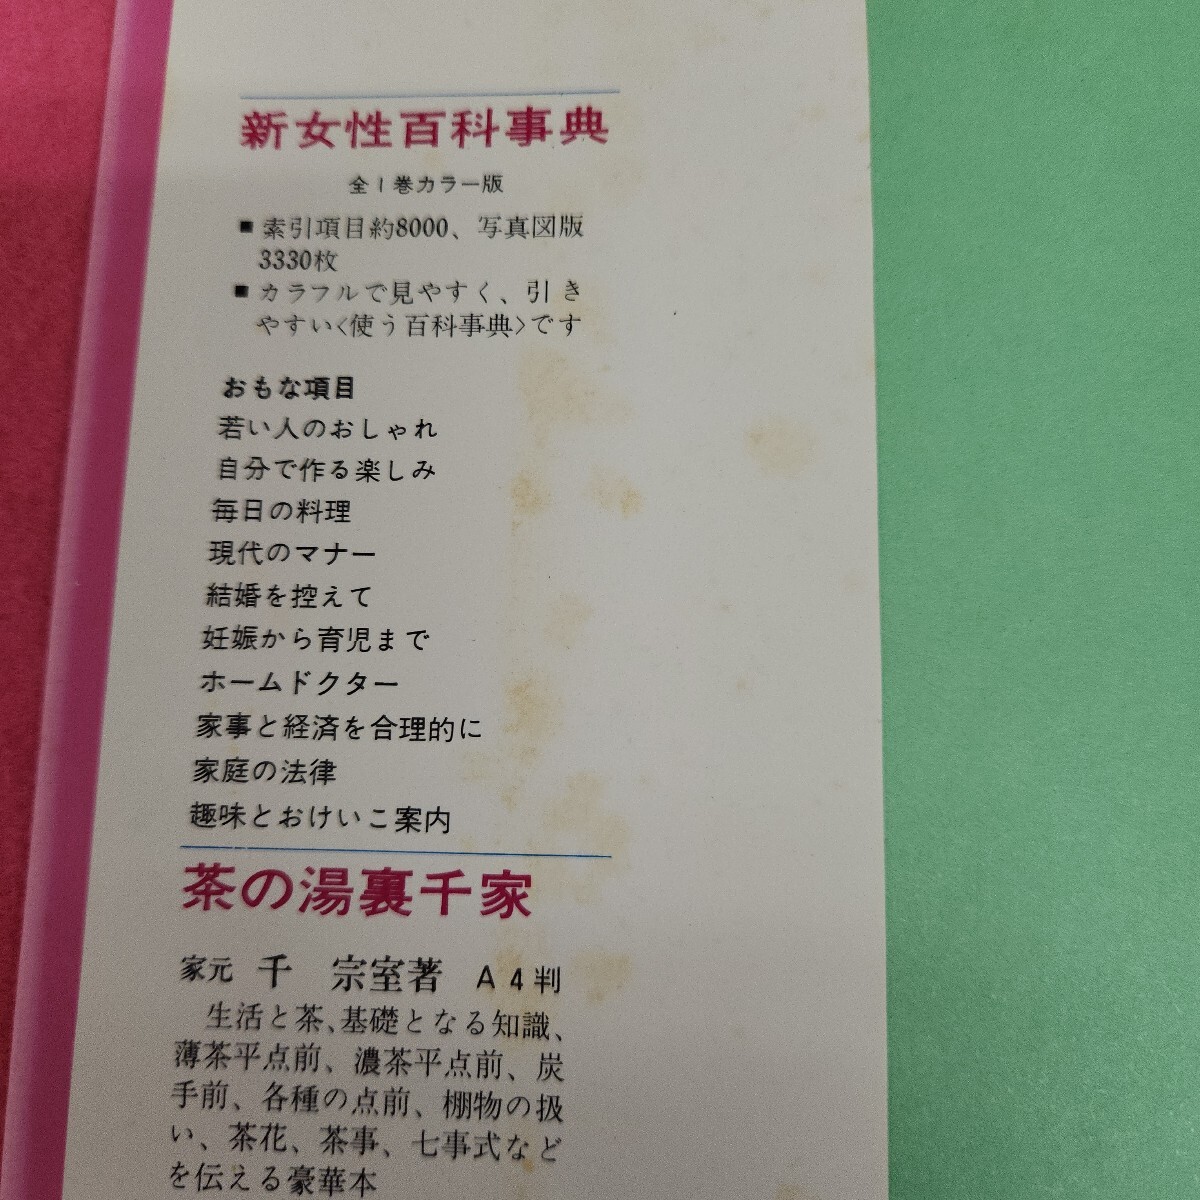 新女性百科事典
全1巻カラー版
■索引項目約8000、写真図版
3330枚
■カラフルで見やすく、引き
やすい<使う百科事典>です
おもな項目
若い人のおしゃれ
自分で作る楽しみ
毎日の料理
現代のマナー
結婚を控えて
妊娠から育児まで
ホームドクター
家事と経済を合理的に
家庭の法律
趣味とおけいこ案内
茶の湯裏千家
家元 千 宗室著 A4判
生活と茶、基礎となる知識、
薄茶平点前、濃茶平点前、炭
手前、各種の点前、棚物の扱
い、茶花、茶事、七事式など
を伝える豪華本